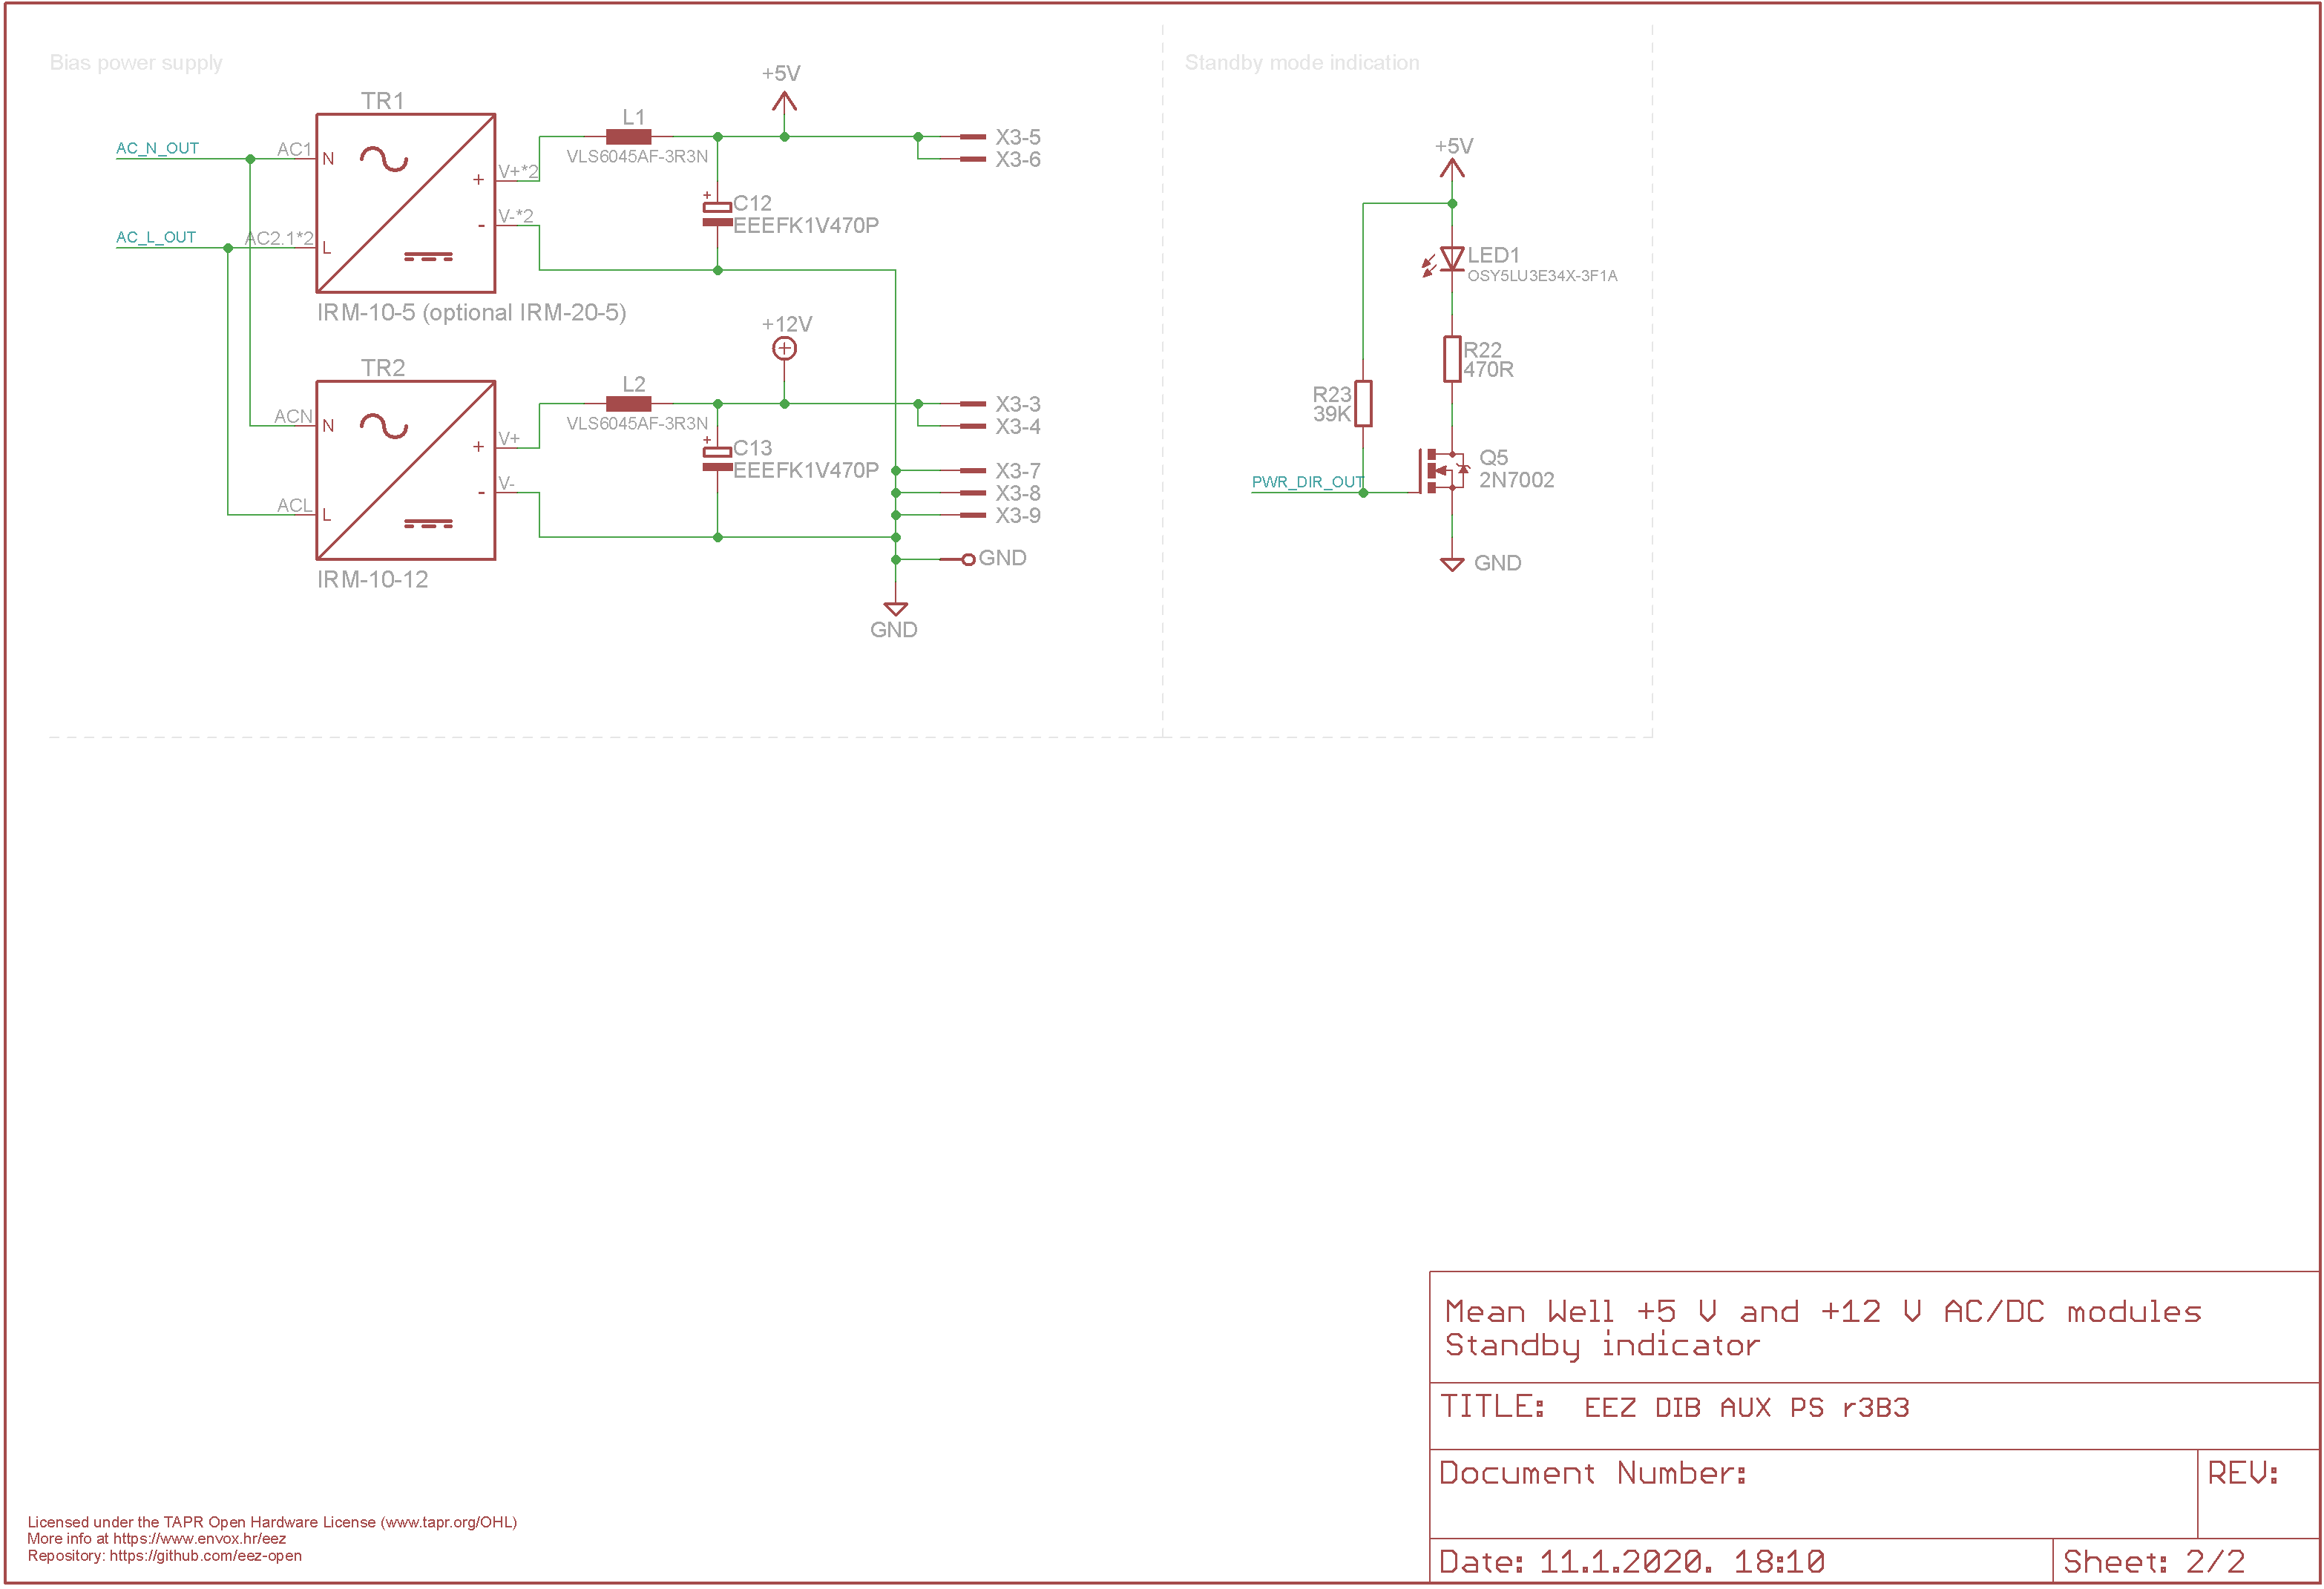 Bias power supply
Standby mode indication
TR1
AC_N_OUT
AC1
N
AC_L_OUT
AC2.1*2
L
+
-
V+*2
V-*2
IRM-10-5 (optional IRM-20-5)
L1
VLS6045AF-3R3N
+5V
+
C12
EEEFK1V470P
X3-5
X3-6
TR2
ACN
N
ACL
L
+
-
V+
V-
IRM-10-12
L2
VLS6045AF-3R3N
+12V
+
C13
EEEFK1V470P
X3-3
X3-4
X3-7
X3-8
X3-9
GND
GND
+5V
LED1
OSY5LU3E34X-3F1A
R22
470R
R23
39K
PWR_DIR_OUT
Q5
2N7002
GND
Mean Well +5 V and +12 V AC/DC modules
Standby indicator
TITLE: EEZ DIB AUX PS r3B3
Document Number:
REV:
Date: 11.1.2020. 18:10
Sheet: 2/2
Licensed under the TAPR Open Hardware License (www.tapr.org/OHL)
More info at https://www.envox.hr/eez
Repository: https://github.com/eez-open